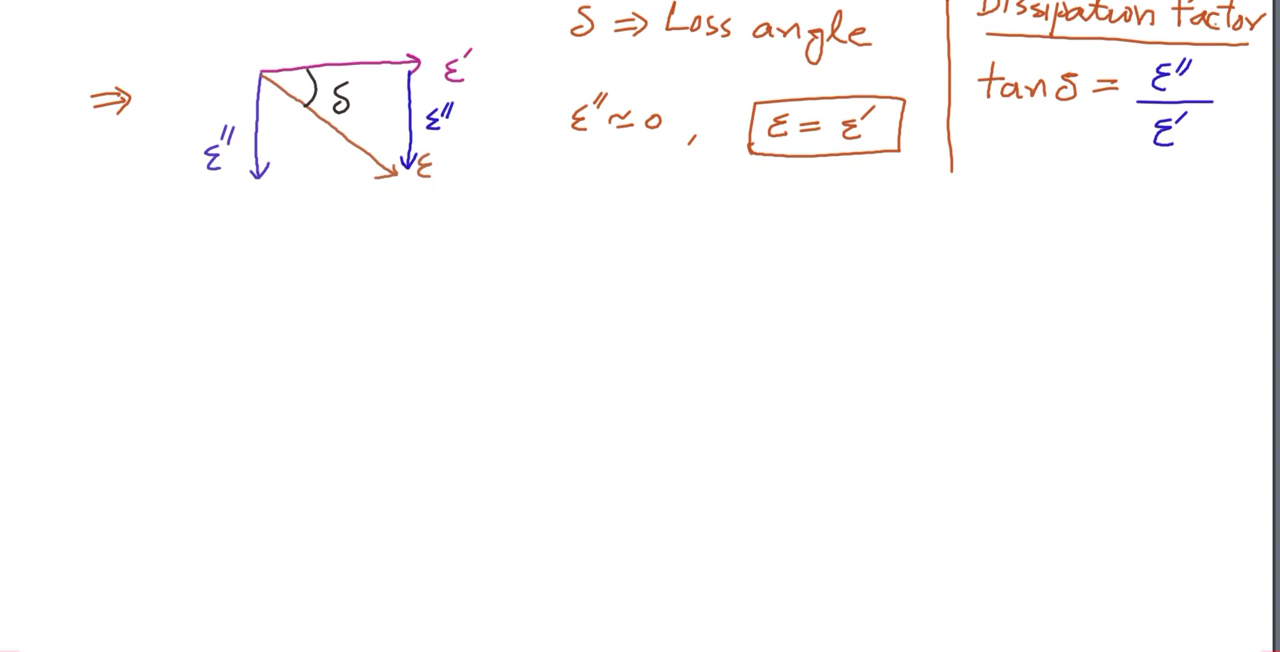 δ ⇒ Loss angle
Dissipation factor
⇒
ε′
δ
ε″
ε″
ε
ε″ ≃ 0 , ε = ε′
tan δ = ε″ / ε′